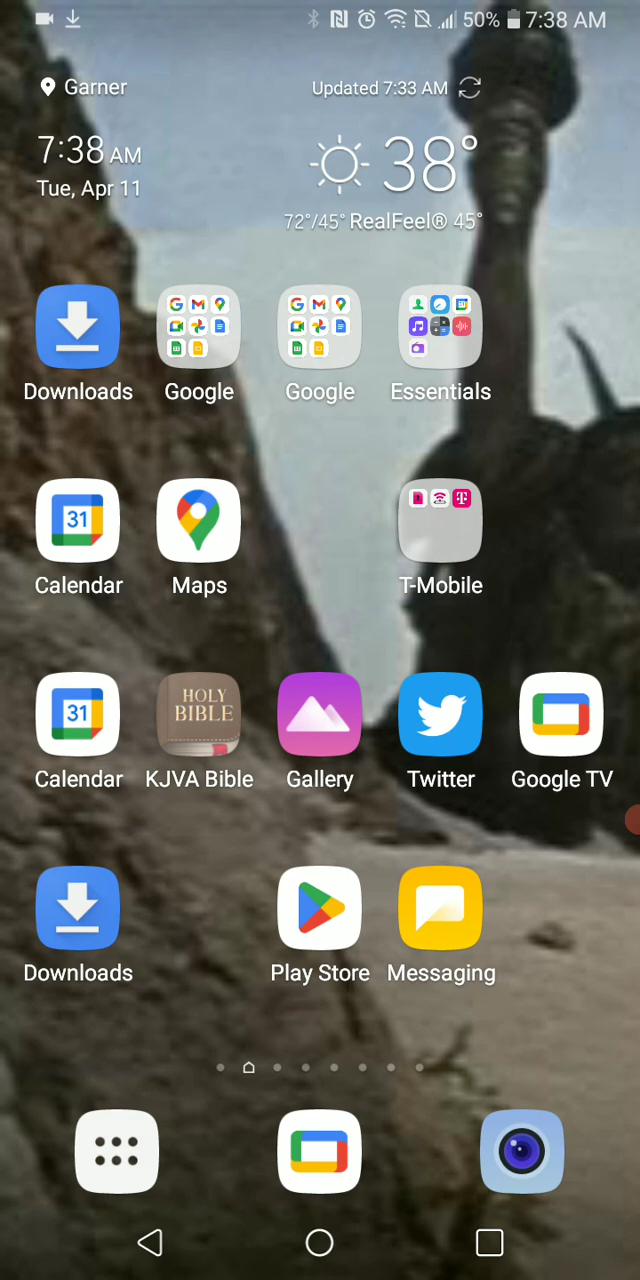 50% 7:38 AM
Garner
Updated 7:33 AM
7:38 AM
38°
Tue, Apr 11
72°/45° RealFeel® 45°
Downloads
Google
Google
Essentials
31
Calendar
Maps
T-Mobile
31
HOLY
BIBLE
Calendar
KJVA Bible
Gallery
Twitter
Google TV
Downloads
Play Store
Messaging